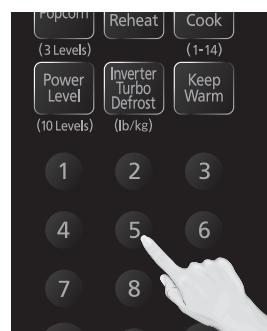 Popcorn
Reheat
Cook
(3 Levels)
(1-14)
Power
Level
Inverter
Turbo
Defrost
Keep
Warm
(10 Levels)
(lb/kg)
1
2
3
4
5
6
7
8